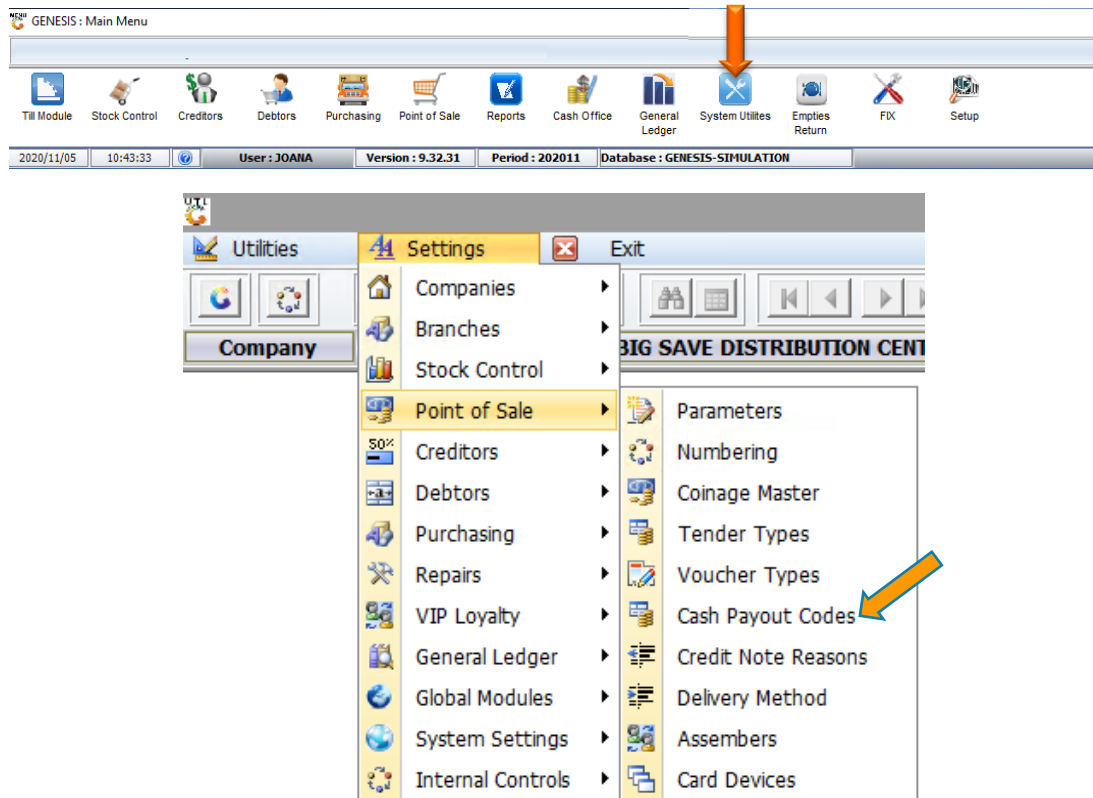 MENU GENESIS : Main Menu
Till Module Stock Control Creditors Debtors Purchasing Point of Sale Reports Cash Office General Ledger System Utilites Empties Return FIX Setup
2020/11/05 10:43:33 User : JOANA Version : 9.32.31 Period : 202011 Database : GENESIS-SIMULATION
UTL
Utilities Settings Exit
Company BIG SAVE DISTRIBUTION CENT
Companies
Branches
Stock Control
Point of Sale
50% Creditors
Debtors
Purchasing
Repairs
VIP Loyalty
General Ledger
Global Modules
System Settings
Internal Controls
Parameters
Numbering
Coinage Master
Tender Types
Voucher Types
Cash Payout Codes
Credit Note Reasons
Delivery Method
Assembers
Card Devices